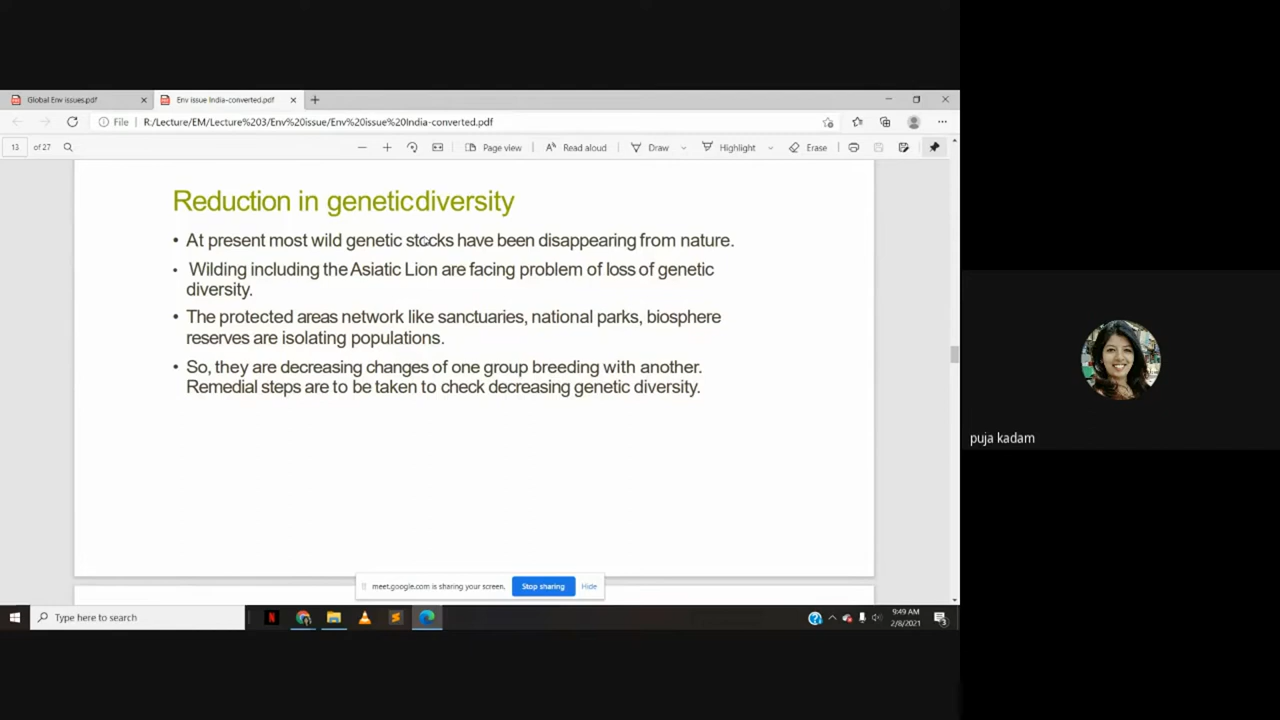 Global Env issues.pdf
Env issue India-converted.pdf
File
R:/Lecture/EM/Lecture%203/Env%20issue/Env%20issue%20India-converted.pdf
13 of 27
Page view
Read aloud
Draw
Highlight
Erase
Reduction in geneticdiversity
• At present most wild genetic stocks have been disappearing from nature.
• Wilding including the Asiatic Lion are facing problem of loss of genetic
diversity.
• The protected areas network like sanctuaries, national parks, biosphere
reserves are isolating populations.
• So, they are decreasing changes of one group breeding with another.
Remedial steps are to be taken to check decreasing genetic diversity.
puja kadam
meet.google.com is sharing your screen.
Stop sharing
Hide
Type here to search
9:49 AM
2/8/2021